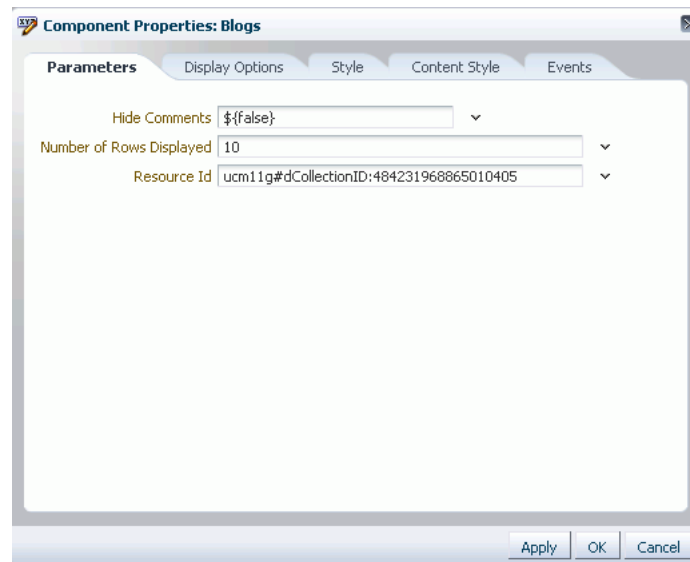 Component Properties: Blogs
Parameters Display Options Style Content Style Events
Hide Comments ${false}
Number of Rows Displayed 10
Resource Id ucm11g#dCollectionID:484231968865010405
Apply OK Cancel